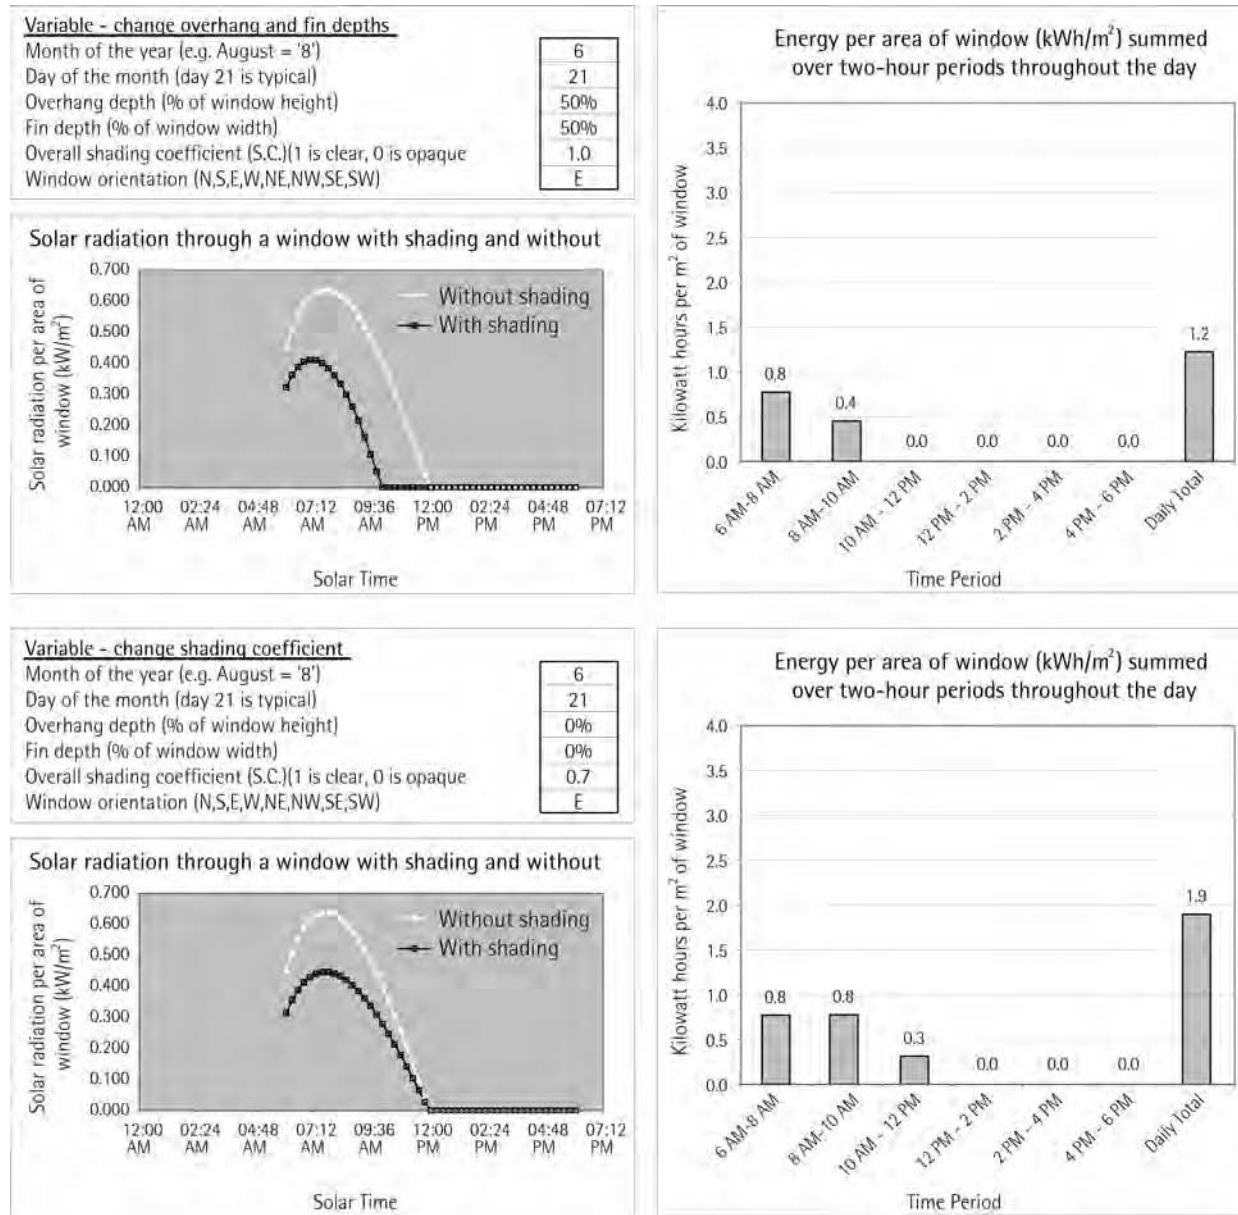 Variable - change overhang and fin depths
Month of the year (e.g. August = '8') 6
Day of the month (day 21 is typical) 21
Overhang depth (% of window height) 50%
Fin depth (% of window width) 50%
Overall shading coefficient (S.C.)(1 is clear, 0 is opaque 1.0
Window orientation (N,S,E,W,NE,NW,SE,SW) E
Solar radiation through a window with shading and without
Solar radiation per area of
window (kW/m²)
0.700
0.600
0.500
0.400
0.300
0.200
0.100
0.000
Without shading
With shading
12:00 02:24 04:48 07:12 09:36 12:00 02:24 04:48 07:12
AM AM AM AM AM PM PM PM PM
Solar Time
Energy per area of window (kWh/m²) summed
over two-hour periods throughout the day
Kilowatt hours per m² of window
4.0
3.5
3.0
2.5
2.0
1.5
1.0
0.5
0.0
0.8
0.4
0.0
0.0
0.0
0.0
1.2
6 AM-8 AM
8 AM-10 AM
10 AM - 12 PM
12 PM - 2 PM
2 PM - 4 PM
4 PM - 6 PM
Daily Total
Time Period
Variable - change shading coefficient
Month of the year (e.g. August = '8') 6
Day of the month (day 21 is typical) 21
Overhang depth (% of window height) 0%
Fin depth (% of window width) 0%
Overall shading coefficient (S.C.)(1 is clear, 0 is opaque 0.7
Window orientation (N,S,E,W,NE,NW,SE,SW) E
Solar radiation through a window with shading and without
Solar radiation per area of
window (kW/m²)
0.700
0.600
0.500
0.400
0.300
0.200
0.100
0.000
Without shading
With shading
12:00 02:24 04:48 07:12 09:36 12:00 02:24 04:48 07:12
AM AM AM AM AM PM PM PM PM
Solar Time
Energy per area of window (kWh/m²) summed
over two-hour periods throughout the day
Kilowatt hours per m² of window
4.0
3.5
3.0
2.5
2.0
1.5
1.0
0.5
0.0
0.8
0.8
0.3
0.0
0.0
0.0
1.9
6 AM-8 AM
8 AM-10 AM
10 AM - 12 PM
12 PM - 2 PM
2 PM - 4 PM
4 PM - 6 PM
Daily Total
Time Period